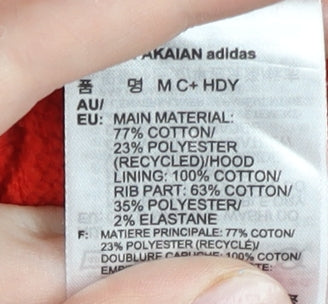 AKAIAN adidas
품 명 M C+ HDY
AU/
EU: MAIN MATERIAL:
77% COTTON/
23% POLYESTER
(RECYCLED)/HOOD
LINING: 100% COTTON/
RIB PART: 63% COTTON/
35% POLYESTER/
2% ELASTANE
F: MATIERE PRINCIPALE: 77% COTON/
23% POLYESTER (RECYCLÉ)/
DOUBLURE CAPUCHE: 100% COTON/